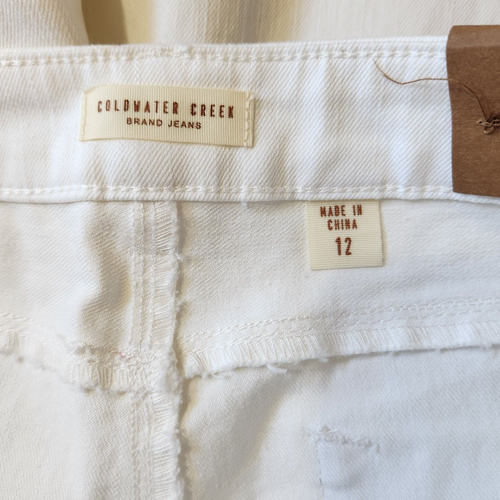 COLDWATER CREEK
BRAND JEANS
MADE IN
CHINA
12